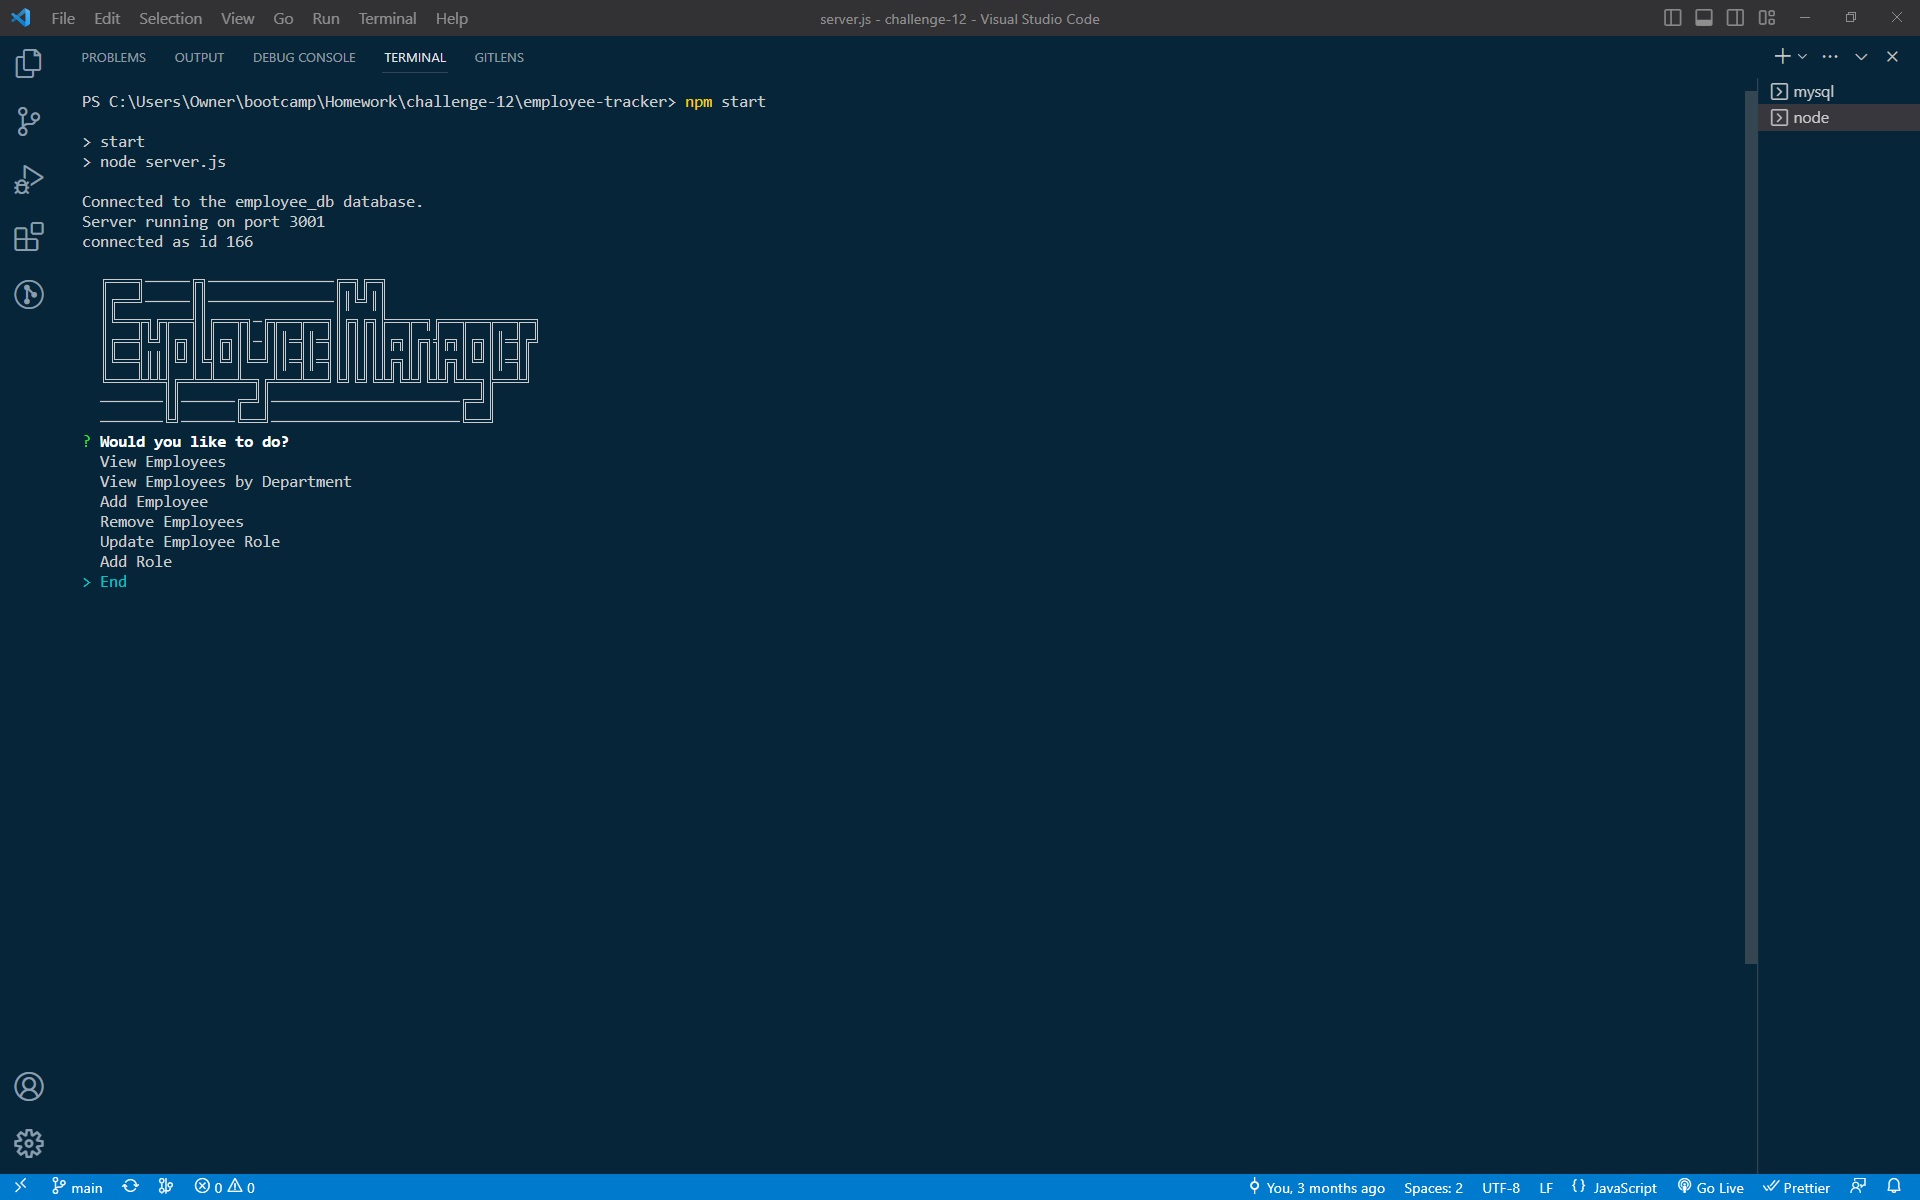 File Edit Selection View Go Run Terminal Help
server.js - challenge-12 - Visual Studio Code
PROBLEMS OUTPUT DEBUG CONSOLE TERMINAL GITLENS
PS C:\Users\Owner\bootcamp\Homework\challenge-12\employee-tracker> npm start
> start
> node server.js
Connected to the employee_db database.
Server running on port 3001
connected as id 166
Employee Manager
? Would you like to do?
View Employees
View Employees by Department
Add Employee
Remove Employees
Update Employee Role
Add Role
> End
mysql
node
main 0 0 You, 3 months ago Spaces: 2 UTF-8 LF {} JavaScript Go Live Prettier